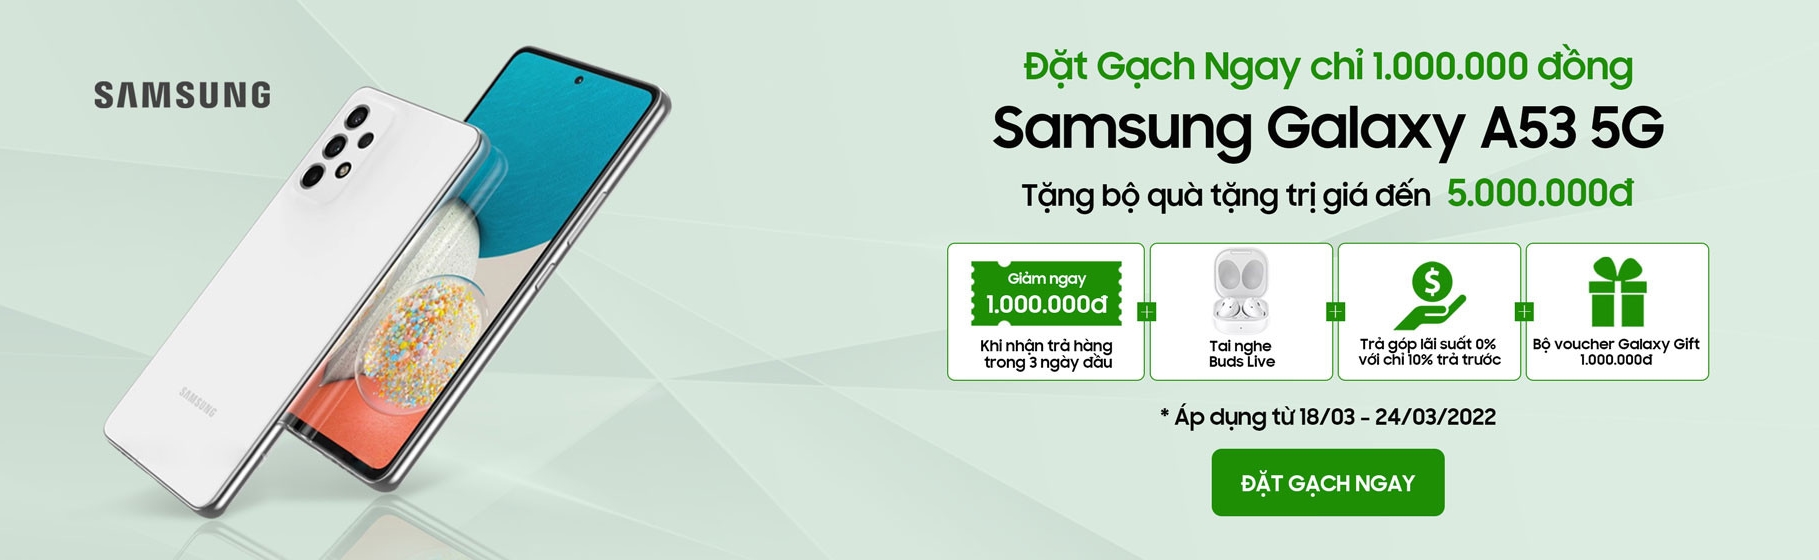 SAMSUNG
SAMSUNG
Đặt Gạch Ngay chỉ 1.000.000 đồng
Samsung Galaxy A53 5G
Tặng bộ quà tặng trị giá đến 5.000.000đ
Giảm ngay
1.000.000đ
Khi nhận trả hàng
trong 3 ngày đầu
Tai nghe
Buds Live
$
Trả góp lãi suất 0%
với chỉ 10% trả trước
Bộ voucher Galaxy Gift
1.000.000đ
* Áp dụng từ 18/03 - 24/03/2022
ĐẶT GẠCH NGAY